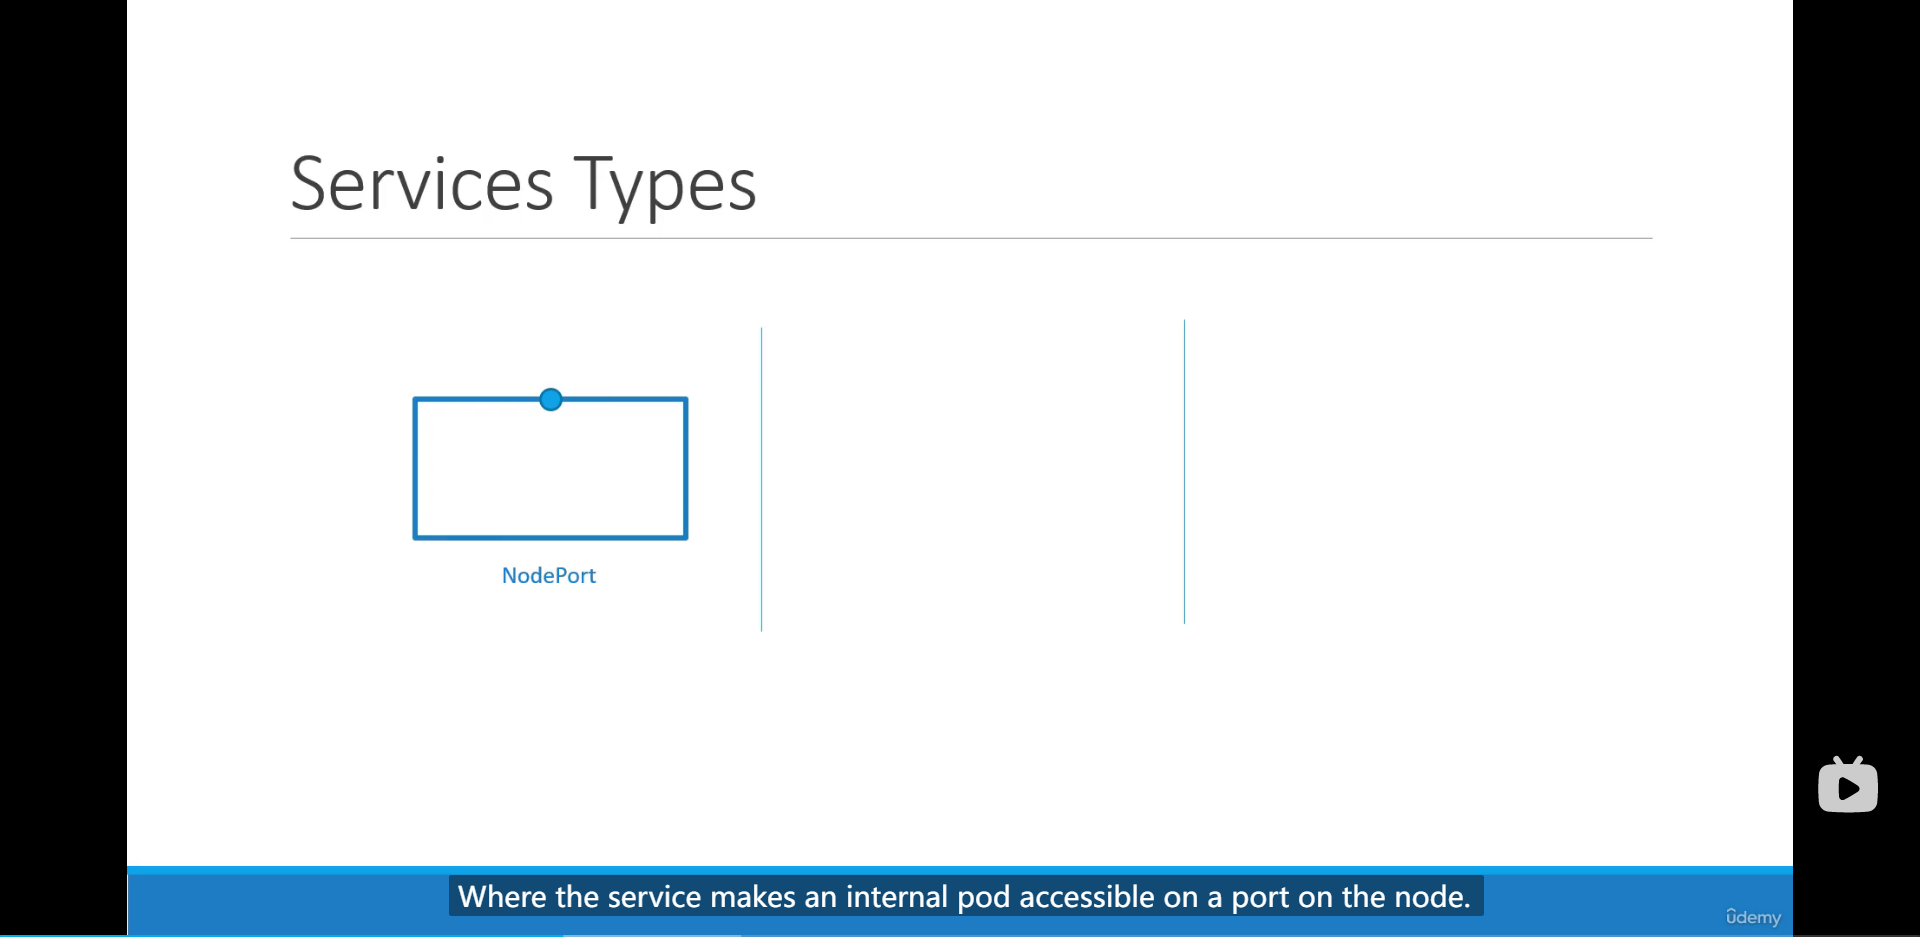 Services Types
NodePort
Where the service makes an internal pod accessible on a port on the node.
ûdemy